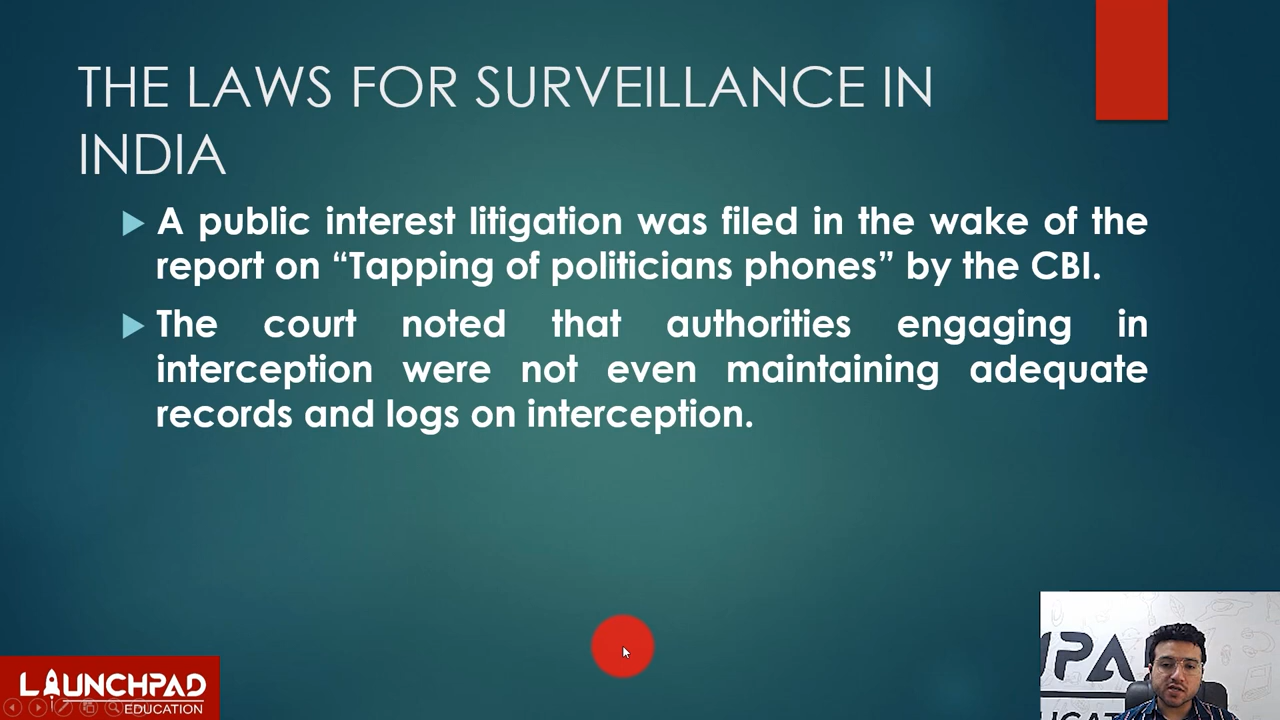 THE LAWS FOR SURVEILLANCE IN
INDIA
A public interest litigation was filed in the wake of the
report on “Tapping of politicians phones” by the CBI.
The court noted that authorities engaging in
interception were not even maintaining adequate
records and logs on interception.
LAUNCHPAD
EDUCATION